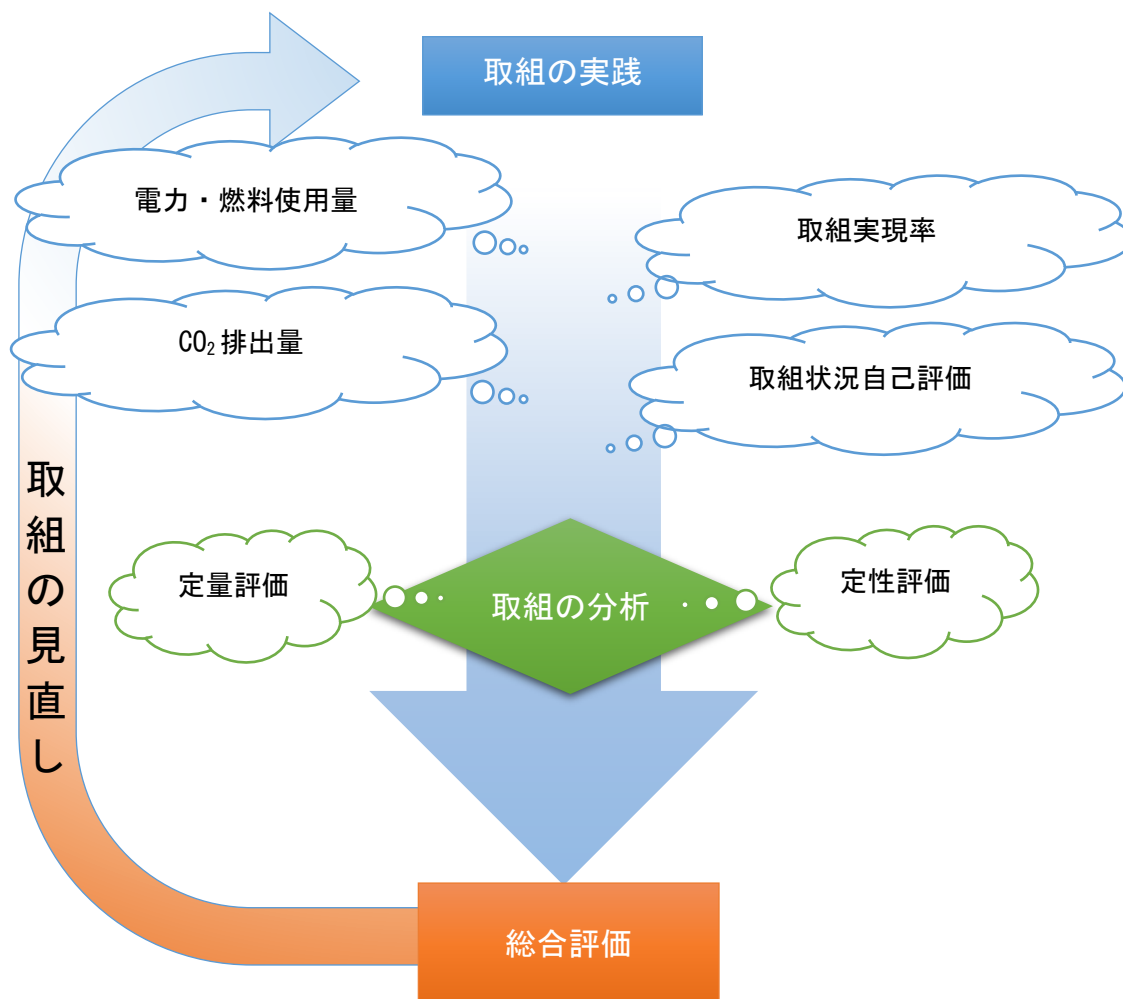 取組の実践
電力・燃料使用量
取組実現率
CO₂排出量
取組状況自己評価
取組の見直し
定量評価
取組の分析
定性評価
総合評価